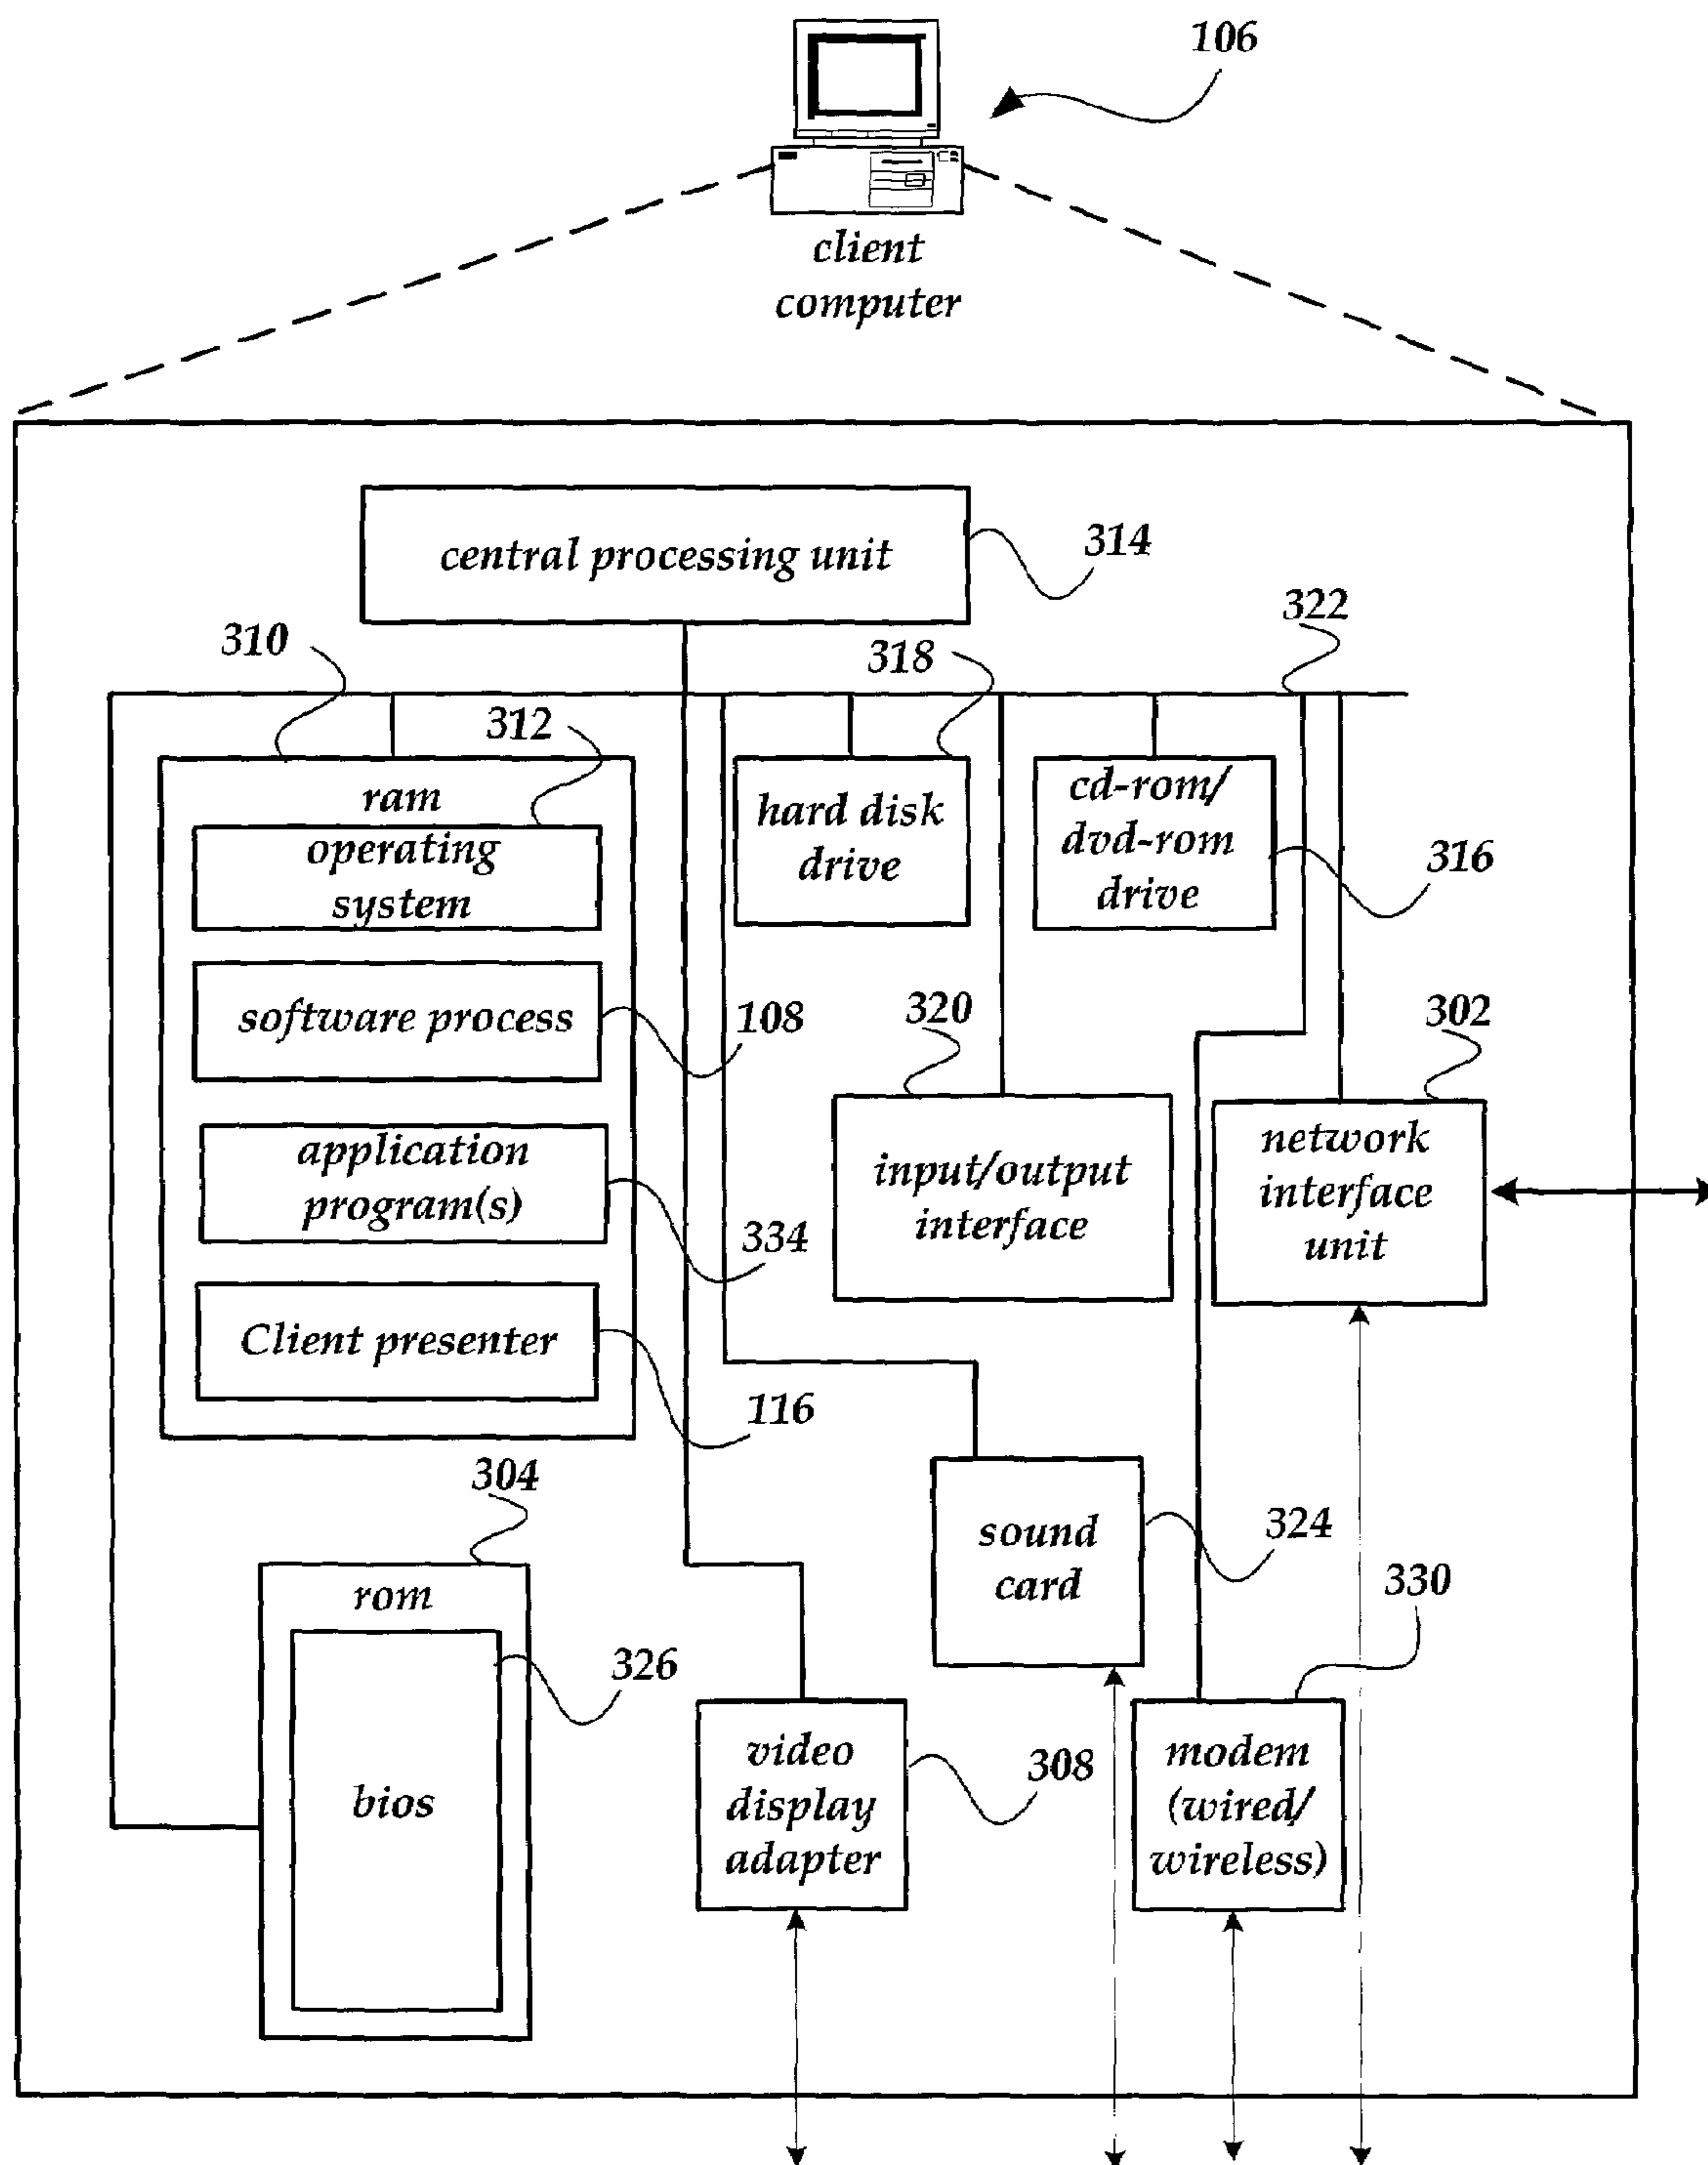 106
client
computer
central processing unit
314
322
310
318
312
ram
operating
system
hard disk
drive
cd-rom/
dvd-rom
drive
316
software process
108
320
302
application
program(s)
334
input/output
interface
network
interface
unit
Client presenter
116
304
sound
card
324
rom
330
326
bios
video
display
adapter
308
modem
(wired/
wireless)